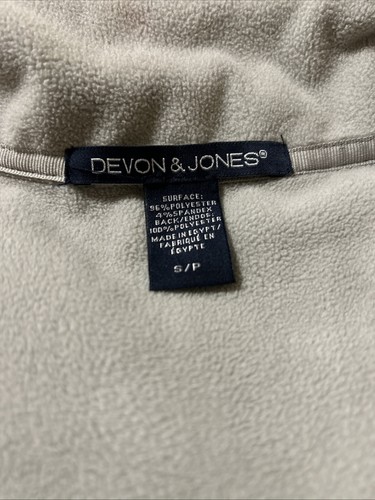 DEVON & JONES®
SURFACE:
96% POLYESTER
4% SPANDEX
BACK/ENDOS:
100% POLYESTER
MADE IN EGYPT/
FABRIQUÉ EN
ÉGYPTE
S/P